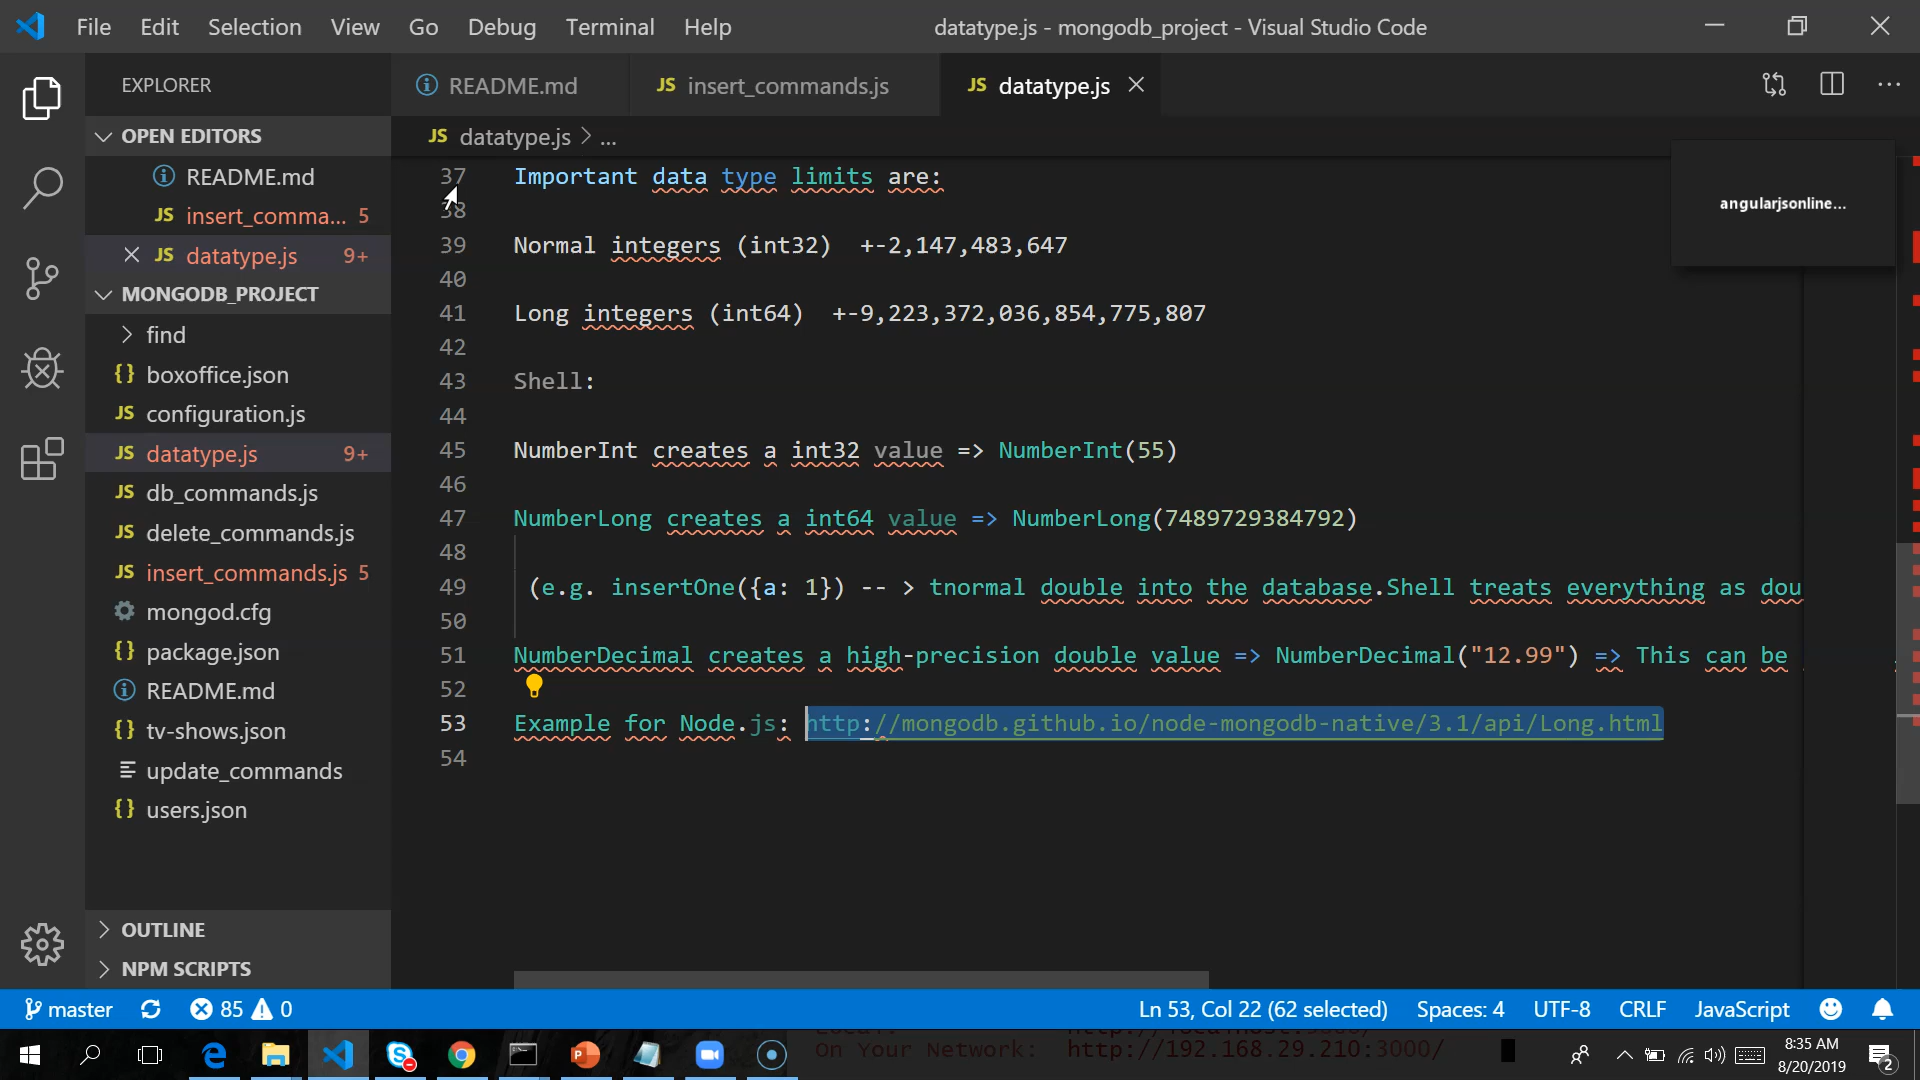 File Edit Selection View Go Debug Terminal Help
datatype.js - mongodb_project - Visual Studio Code
EXPLORER
OPEN EDITORS
README.md
insert_comma... 5
datatype.js 9+
MONGODB_PROJECT
find
boxoffice.json
configuration.js
datatype.js 9+
db_commands.js
delete_commands.js
insert_commands.js 5
mongod.cfg
package.json
README.md
tv-shows.json
update_commands
users.json
OUTLINE
NPM SCRIPTS
README.md JS insert_commands.js JS datatype.js
JS datatype.js > ...
angularjsonline...
37 Important data type limits are:
38
39 Normal integers (int32) +-2,147,483,647
40
41 Long integers (int64) +-9,223,372,036,854,775,807
42
43 Shell:
44
45 NumberInt creates a int32 value => NumberInt(55)
46
47 NumberLong creates a int64 value => NumberLong(7489729384792)
48
49 (e.g. insertOne({a: 1}) -- > tnormal double into the database.Shell treats everything as dou
50
51 NumberDecimal creates a high-precision double value => NumberDecimal("12.99") => This can be
52
53 Example for Node.js: http://mongodb.github.io/node-mongodb-native/3.1/api/Long.html
54
master 85 0 Ln 53, Col 22 (62 selected) Spaces: 4 UTF-8 CRLF JavaScript
On Your Network: http://192.168.29.210:3000/
8:35 AM
8/20/2019
2